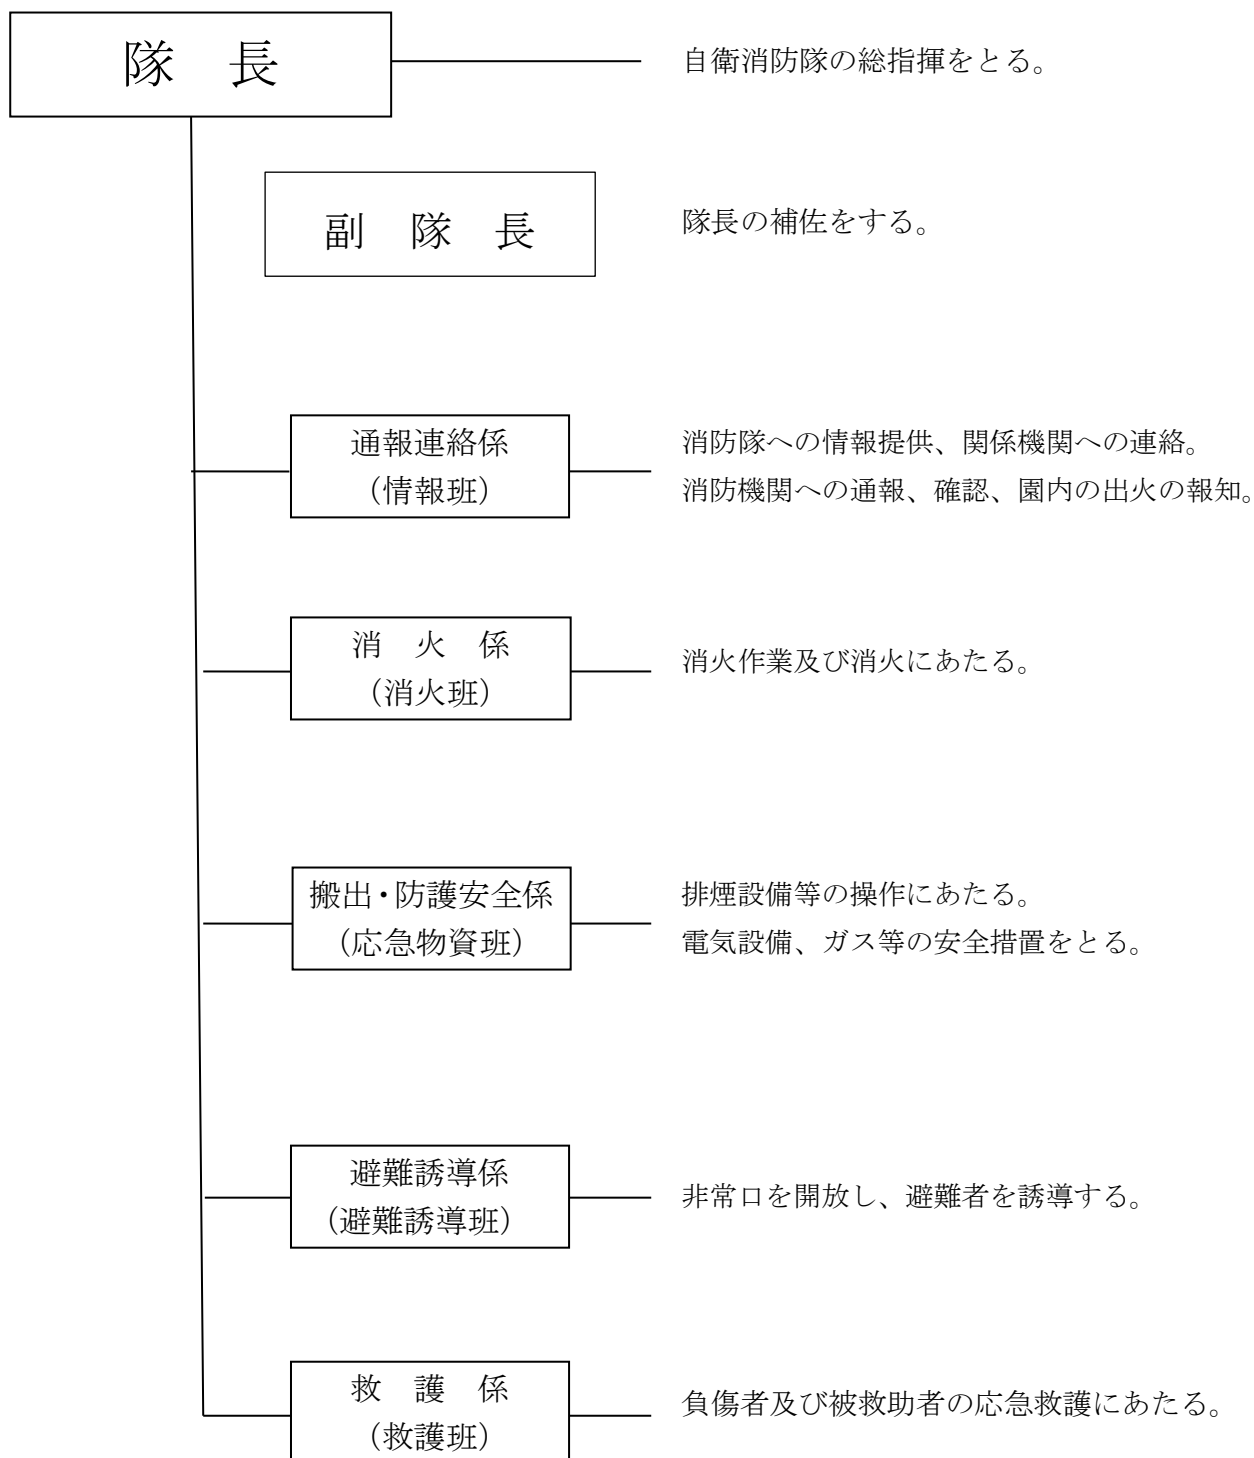 隊　長
自衛消防隊の総指揮をとる。
副　隊　長
隊長の補佐をする。
通報連絡係
（情報班）
消防隊への情報提供、関係機関への連絡。
消防機関への通報、確認、園内の出火の報知。
消　火　係
（消火班）
消火作業及び消火にあたる。
搬出・防護安全係
（応急物資班）
排煙設備等の操作にあたる。
電気設備、ガス等の安全措置をとる。
避難誘導係
（避難誘導班）
非常口を開放し、避難者を誘導する。
救　護　係
（救護班）
負傷者及び被救助者の応急救護にあたる。